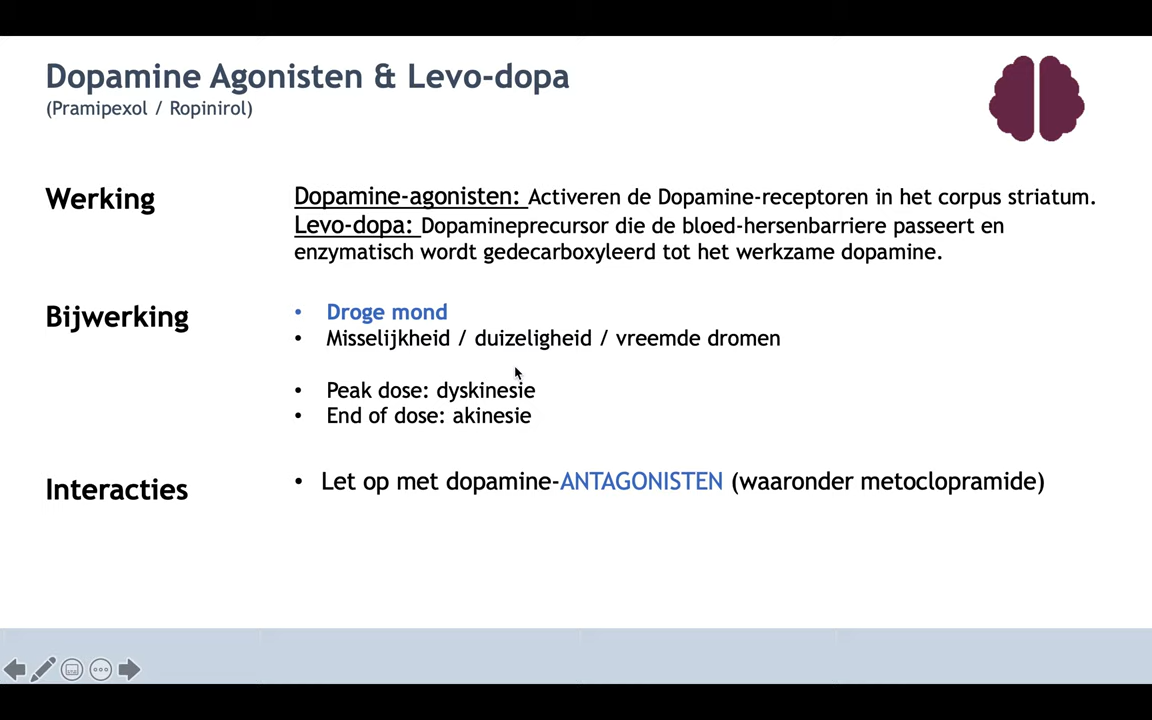 Dopamine Agonisten & Levo-dopa
(Pramipexol / Ropinirol)
Werking
Dopamine-agonisten: Activeren de Dopamine-receptoren in het corpus striatum.
Levo-dopa: Dopamineprecursor die de bloed-hersenbarriere passeert en
enzymatisch wordt gedecarboxyleerd tot het werkzame dopamine.
Bijwerking
• Droge mond
• Misselijkheid / duizeligheid / vreemde dromen
• Peak dose: dyskinesie
• End of dose: akinesie
Interacties
• Let op met dopamine-ANTAGONISTEN (waaronder metoclopramide)